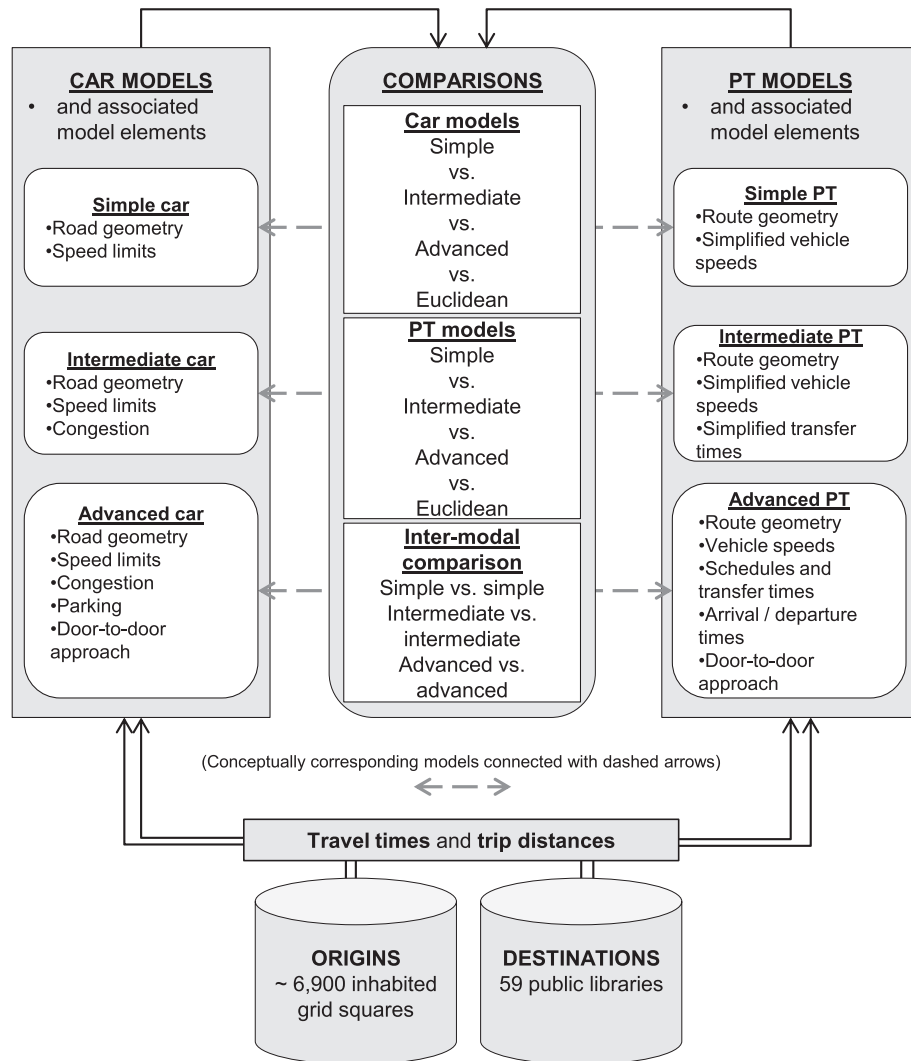 CAR MODELS
• and associated
model elements
Simple car
•Road geometry
•Speed limits
Intermediate car
•Road geometry
•Speed limits
•Congestion
Advanced car
•Road geometry
•Speed limits
•Congestion
•Parking
•Door-to-door
approach
COMPARISONS
Car models
Simple
vs.
Intermediate
vs.
Advanced
vs.
Euclidean
PT models
Simple
vs.
Intermediate
vs.
Advanced
vs.
Euclidean
Inter-modal
comparison
Simple vs. simple
Intermediate vs.
intermediate
Advanced vs.
advanced
PT MODELS
• and associated
model elements
Simple PT
•Route geometry
•Simplified vehicle
speeds
Intermediate PT
•Route geometry
•Simplified vehicle
speeds
•Simplified transfer
times
Advanced PT
•Route geometry
•Vehicle speeds
•Schedules and
transfer times
•Arrival / departure
times
•Door-to-door
approach
(Conceptually corresponding models connected with dashed arrows)
Travel times and trip distances
ORIGINS
~ 6,900 inhabited
grid squares
DESTINATIONS
59 public libraries